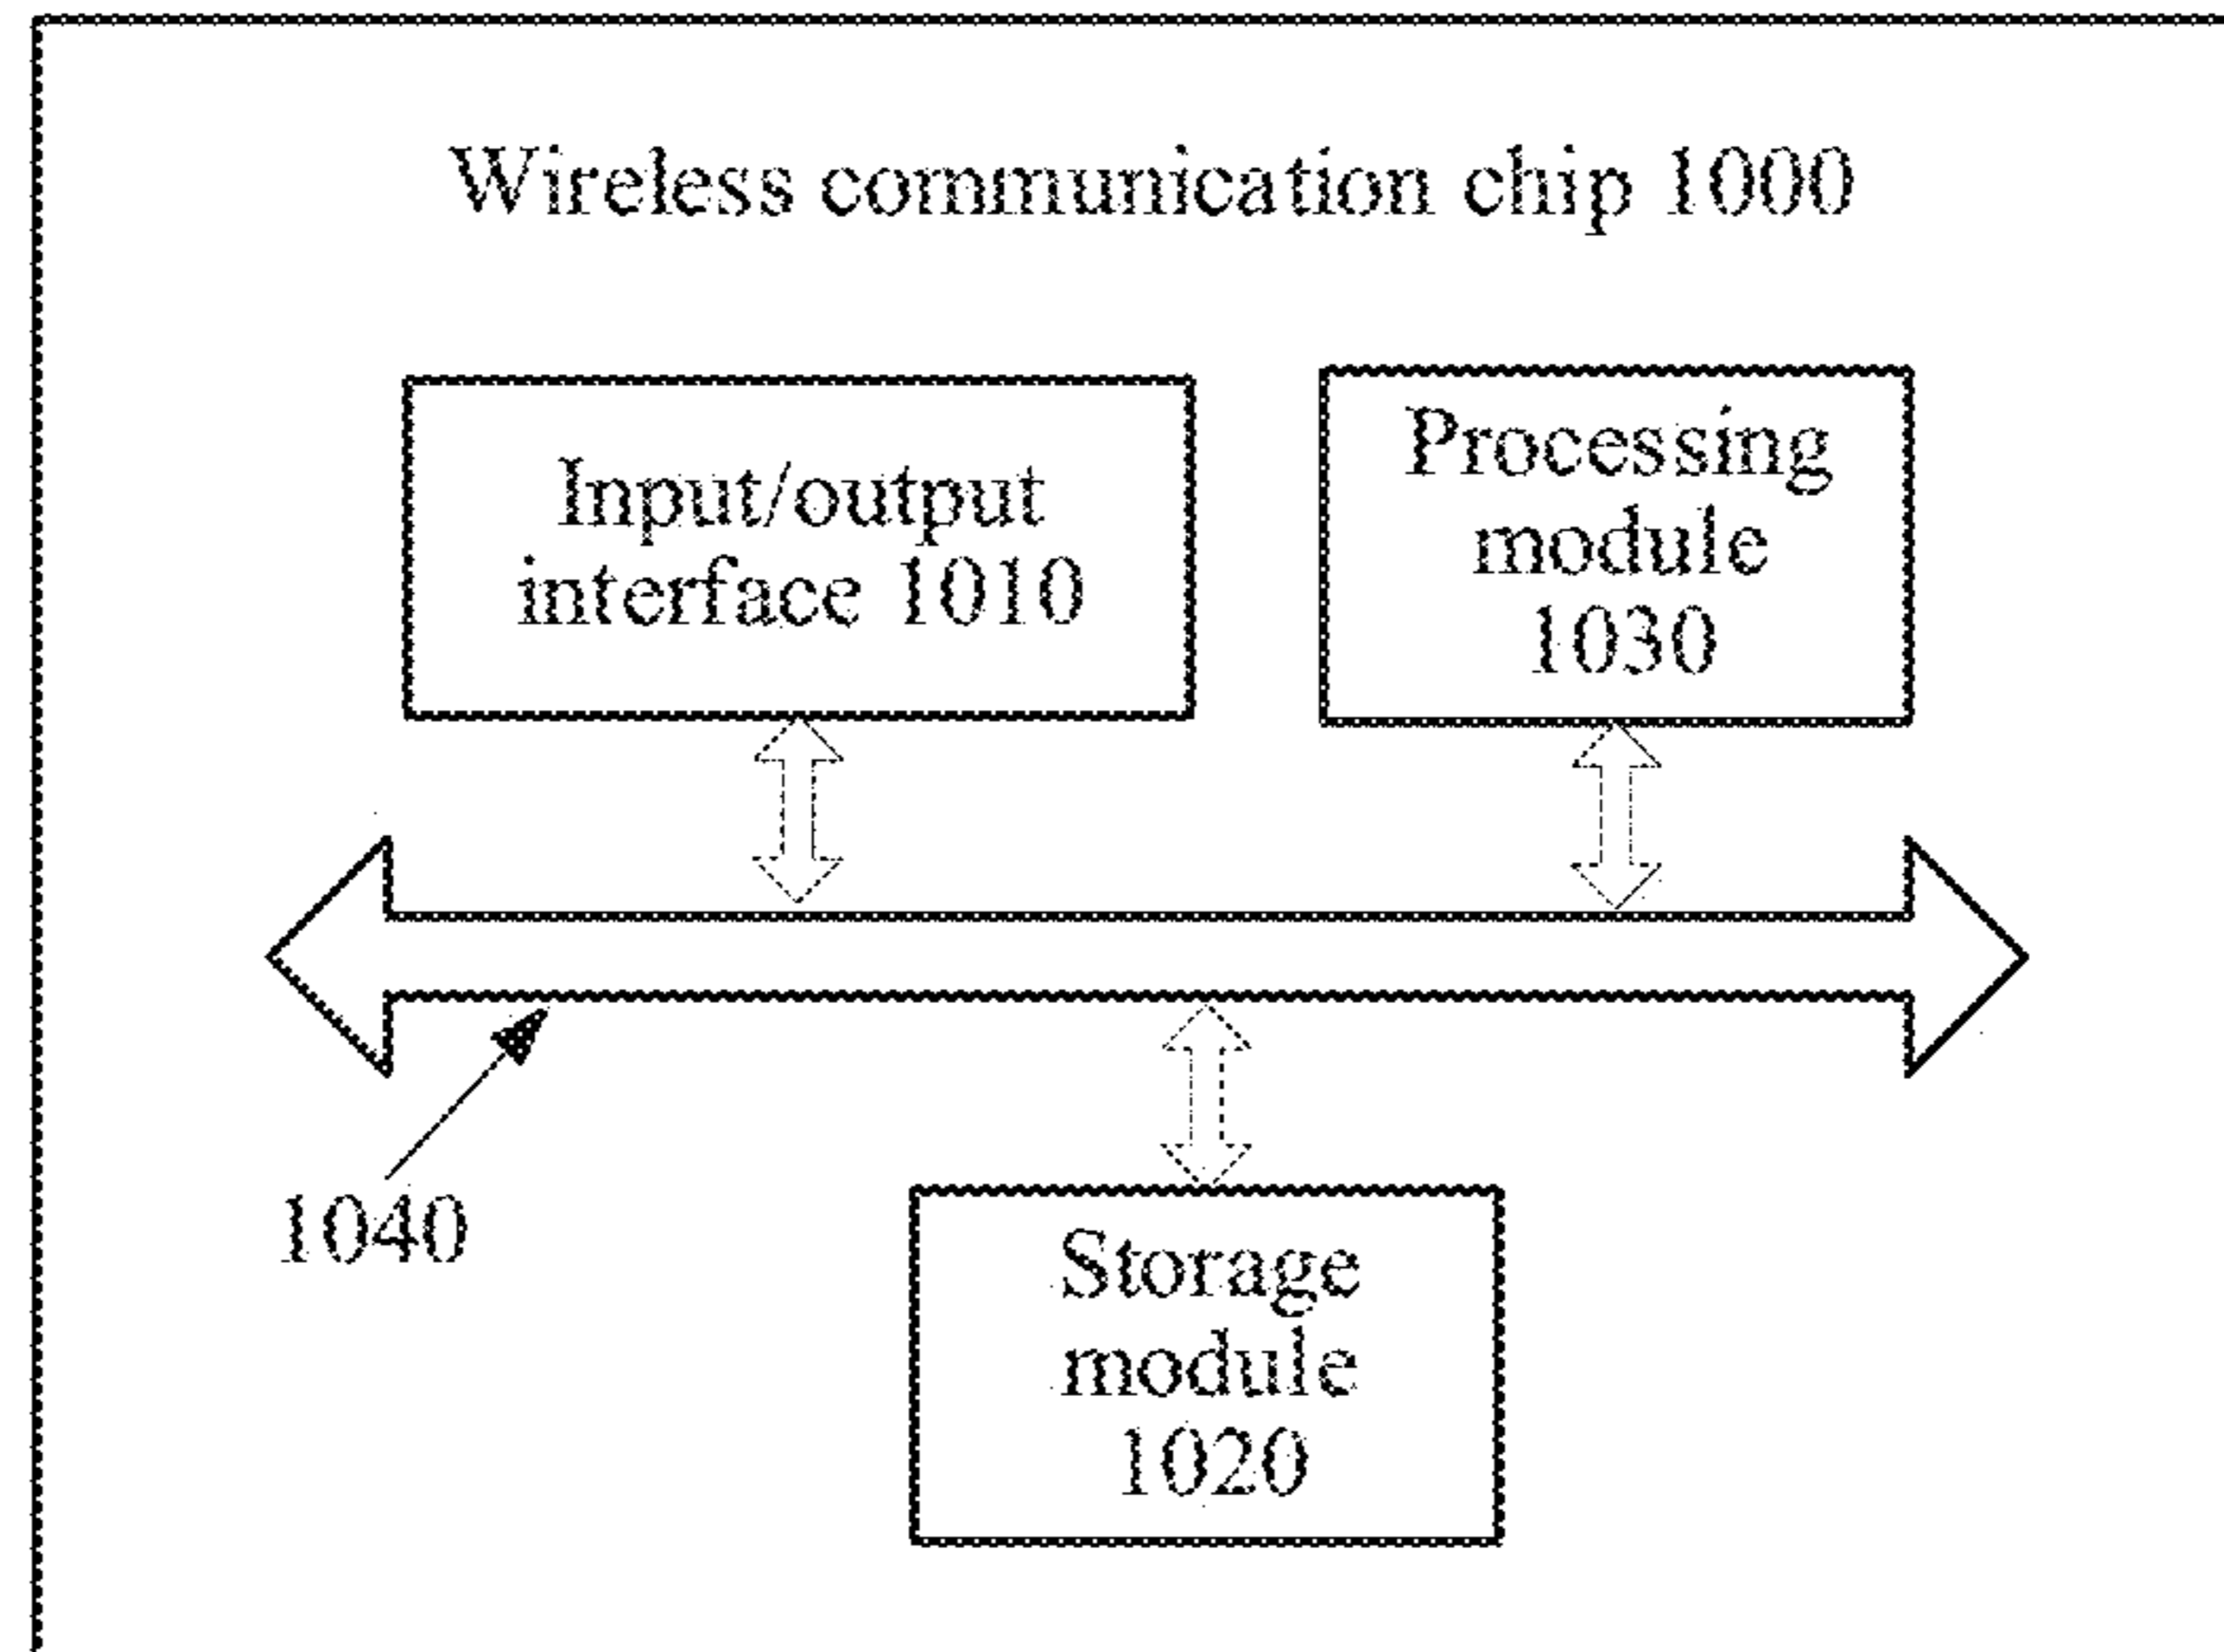 Wireless communication chip 1000
Input/output
interface 1010
Processing
module
1030
1040
Storage
module
1020